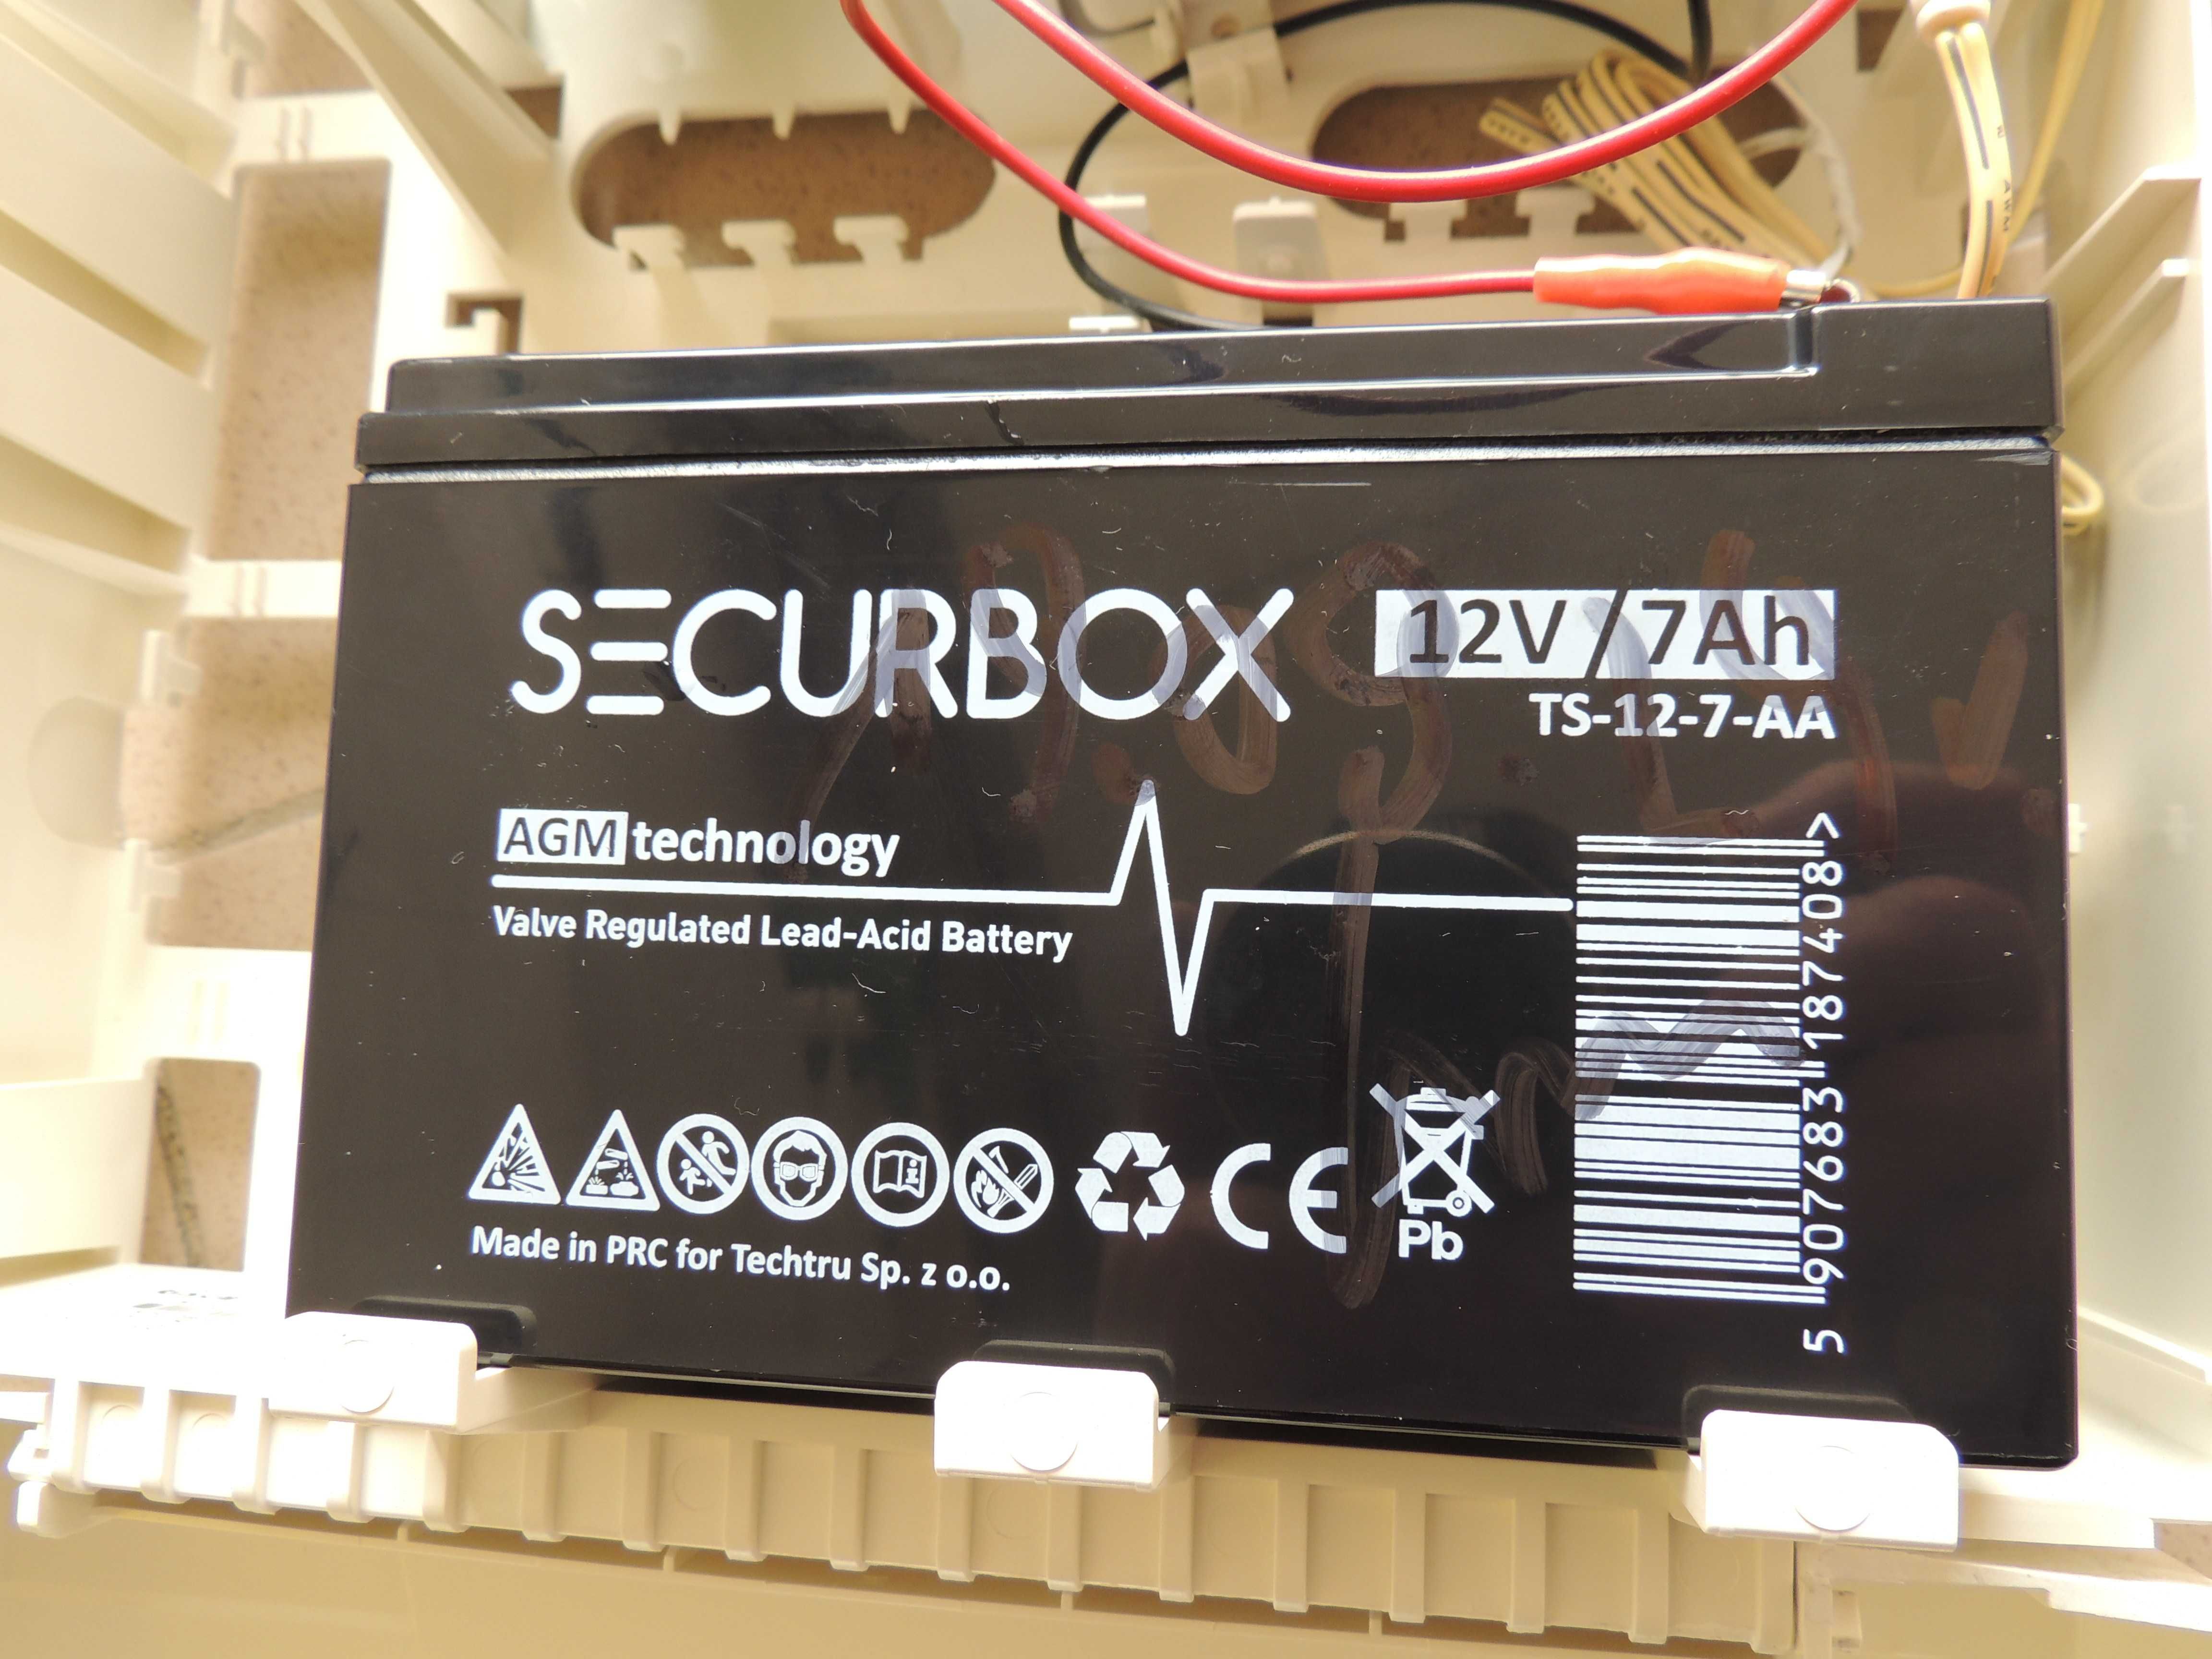 SECURBOX
12V/7Ah
TS-12-7-AA
AGM technology
Valve Regulated Lead-Acid Battery
Made in PRC for Techtru Sp. z o.o.
CE
Pb
5 907683 187408>